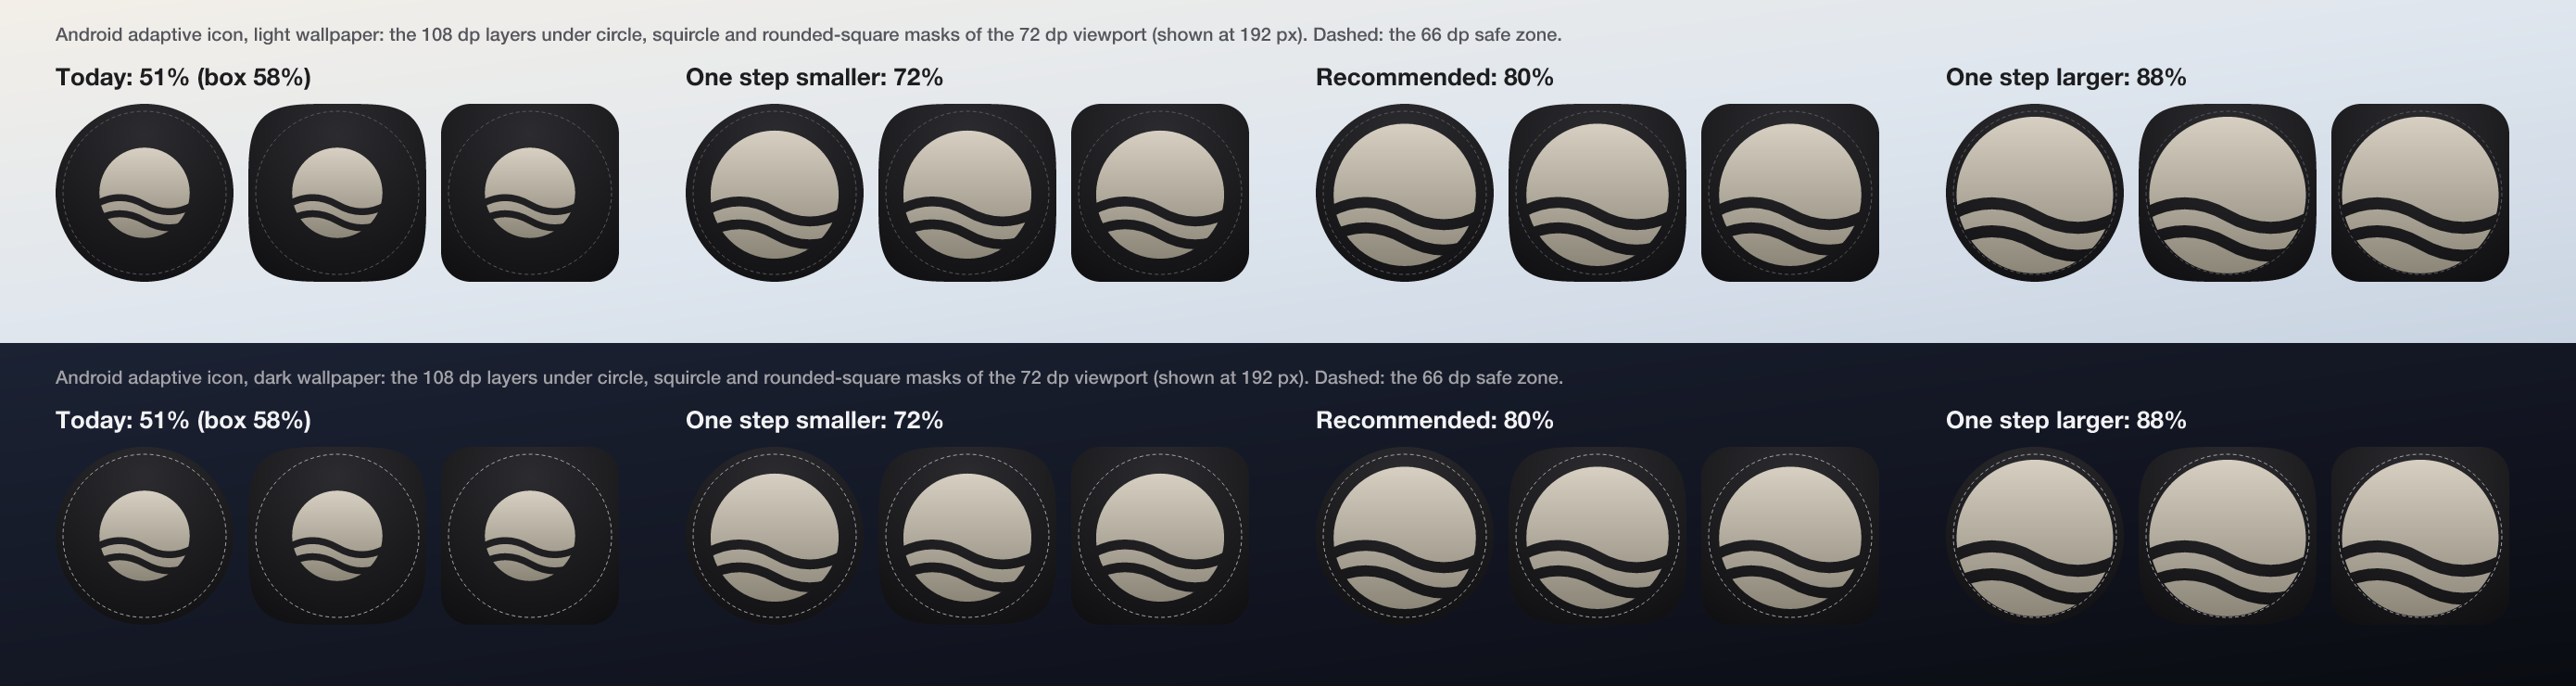 Android adaptive icon, light wallpaper: the 108 dp layers under circle, squircle and rounded-square masks of the 72 dp viewport (shown at 192 px). Dashed: the 66 dp safe zone.
Today: 51% (box 58%)
One step smaller: 72%
Recommended: 80%
One step larger: 88%
Android adaptive icon, dark wallpaper: the 108 dp layers under circle, squircle and rounded-square masks of the 72 dp viewport (shown at 192 px). Dashed: the 66 dp safe zone.
Today: 51% (box 58%)
One step smaller: 72%
Recommended: 80%
One step larger: 88%